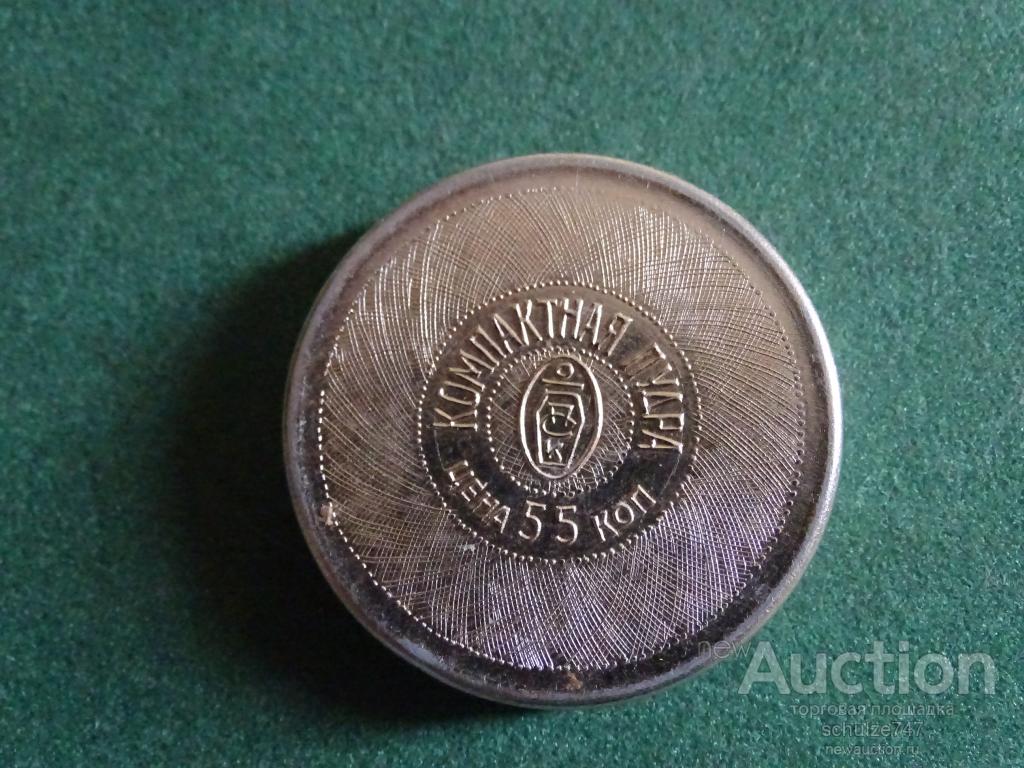 КОМПАКТНАЯ ПУДРА
ЦЕНА 55 КОП
newAuction
торговая площадка
schulze747
newauction.ru